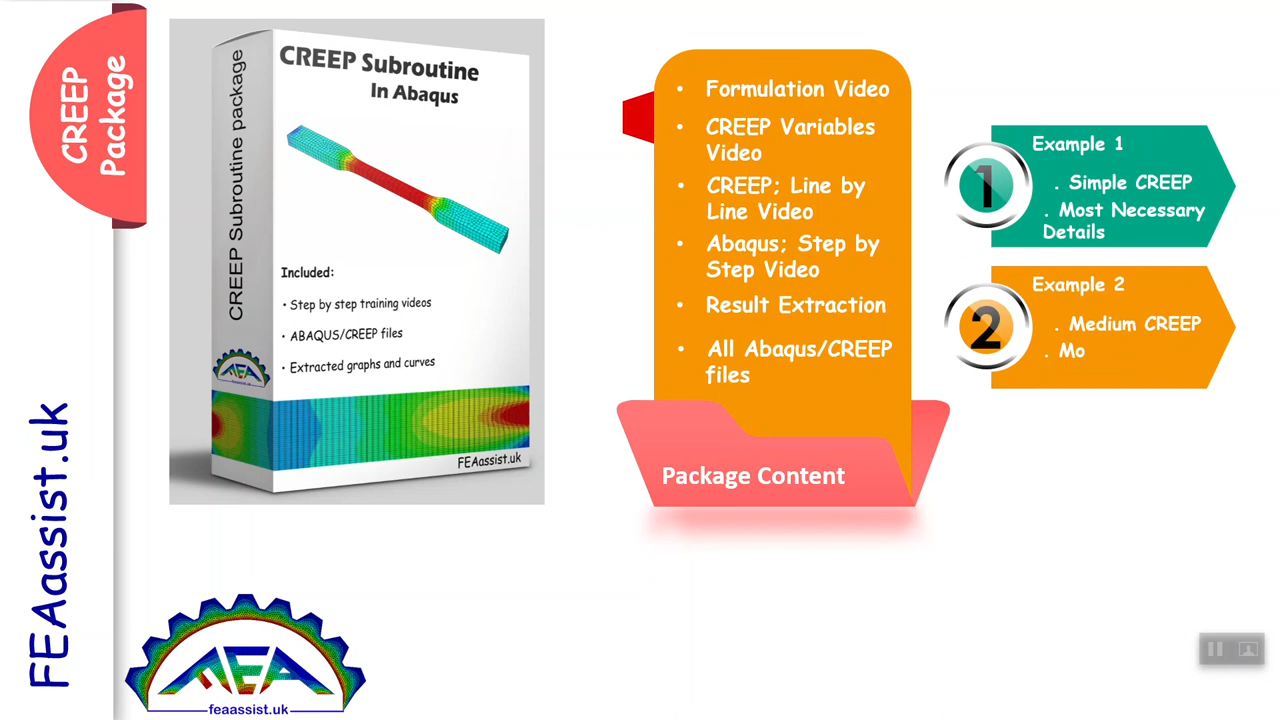 CREEP
Package
FEAassist.uk
CREEP Subroutine package
CREEP Subroutine
In Abaqus
Included:
• Step by step training videos
• ABAQUS/CREEP files
• Extracted graphs and curves
FEAassist.uk
• Formulation Video
• CREEP Variables
Video
• CREEP; Line by
Line Video
• Abaqus; Step by
Step Video
• Result Extraction
• All Abaqus/CREEP
files
Package Content
1
Example 1
. Simple CREEP
. Most Necessary
Details
2
Example 2
. Medium CREEP
. Mo
FEA
feaassist.uk